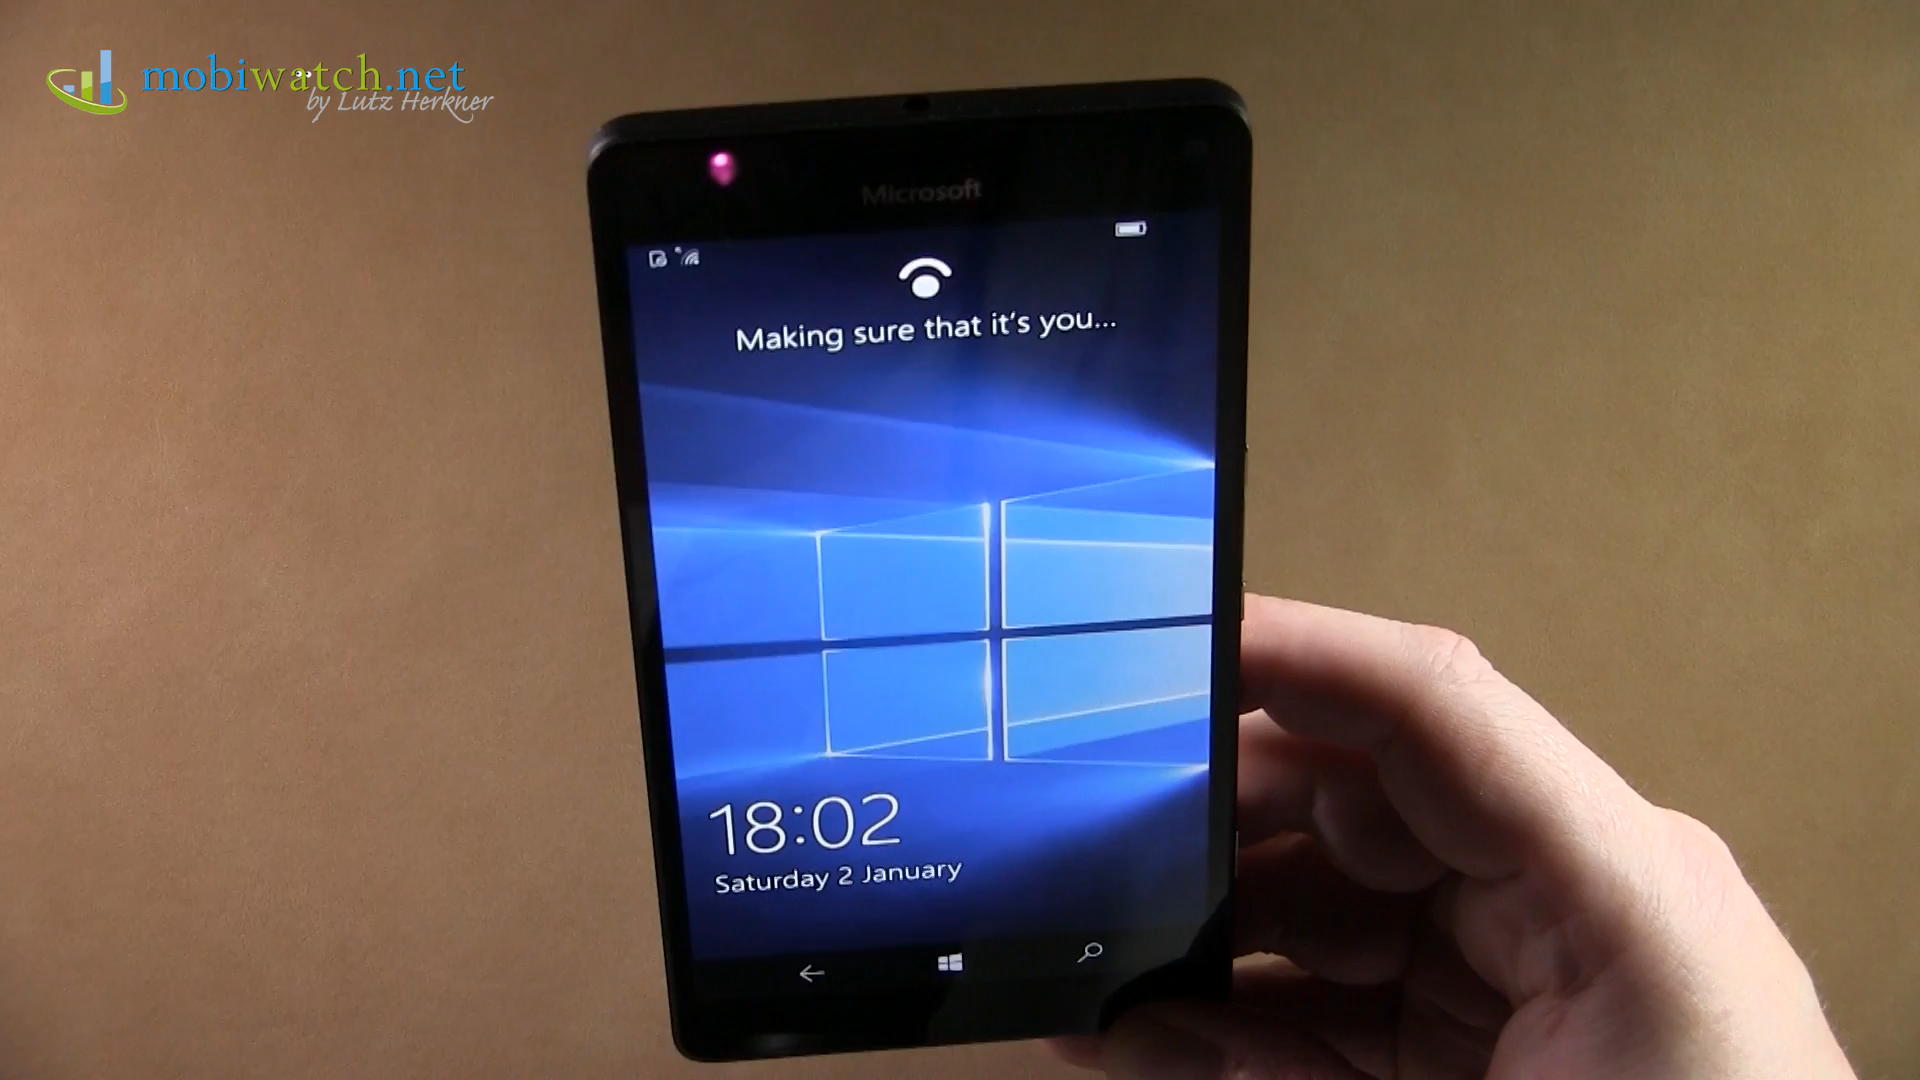 mobiwatch.net
by Lutz Herkner
Microsoft
Making sure that it's you...
18:02
Saturday 2 January